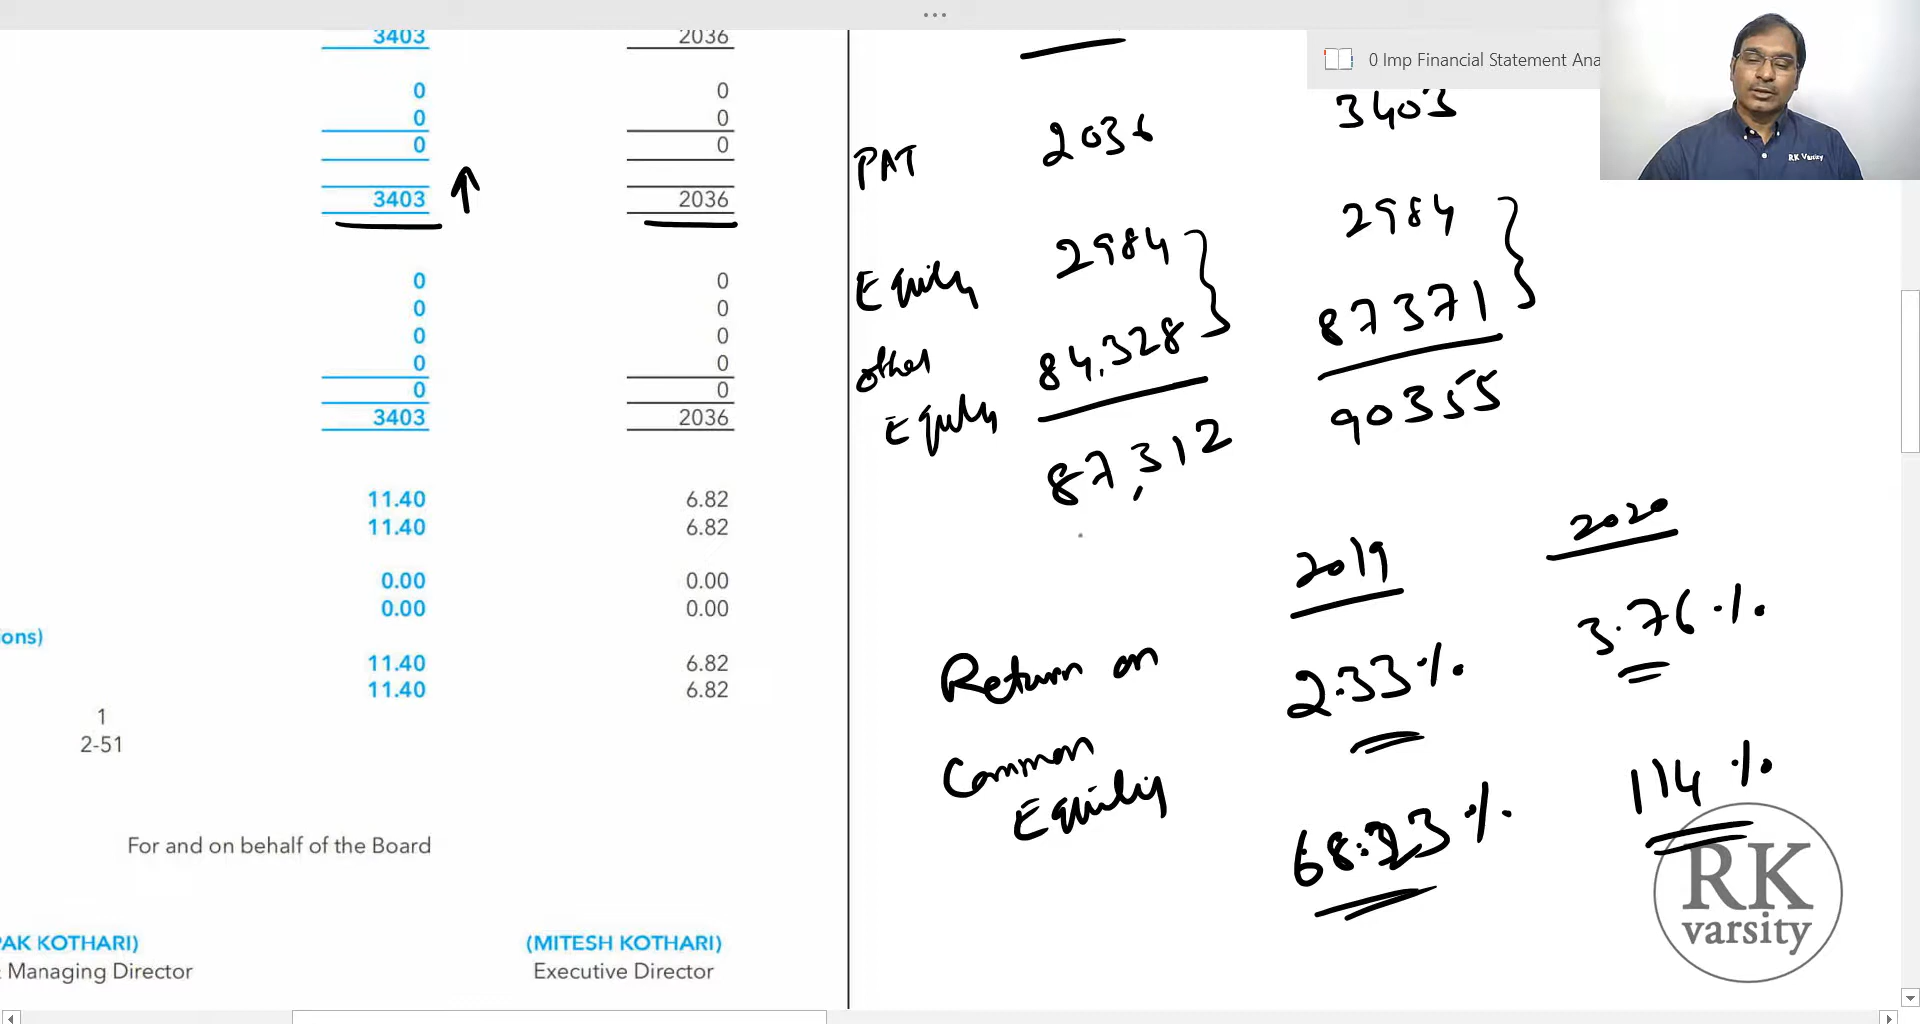 3403 2036
0 0
0 0
0 0
3403 2036
0 0
0 0
0 0
0 0
0 0
3403 2036
11.40 6.82
11.40 6.82
0.00 0.00
0.00 0.00
ons)
11.40 6.82
11.40 6.82
1
2-51
For and on behalf of the Board
PAK KOTHARI) (MITESH KOTHARI)
Managing Director Executive Director
0 Imp Financial Statement Ana
RK Varsity
PAT 2036 3403
Equity 2984 2984
other Equity 84,328 87371
87,312 90355
2019 2020
Return on 2.33% 3.76%
Common
Equity
68.23% 114%
RK
varsity